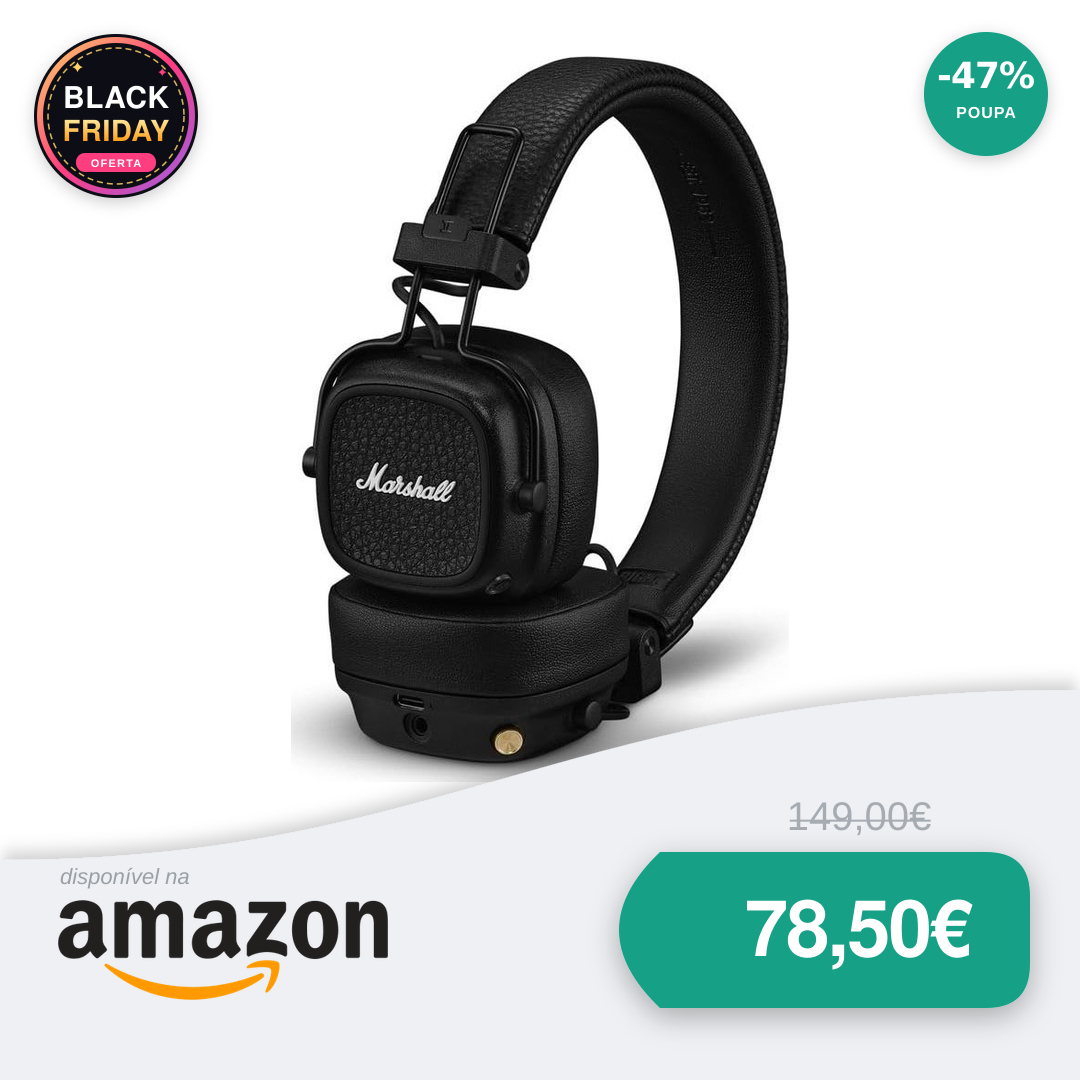 BLACK
FRIDAY
OFERTA
-47%
POUPA
Marshall
149,00€
disponível na
amazon
78,50€